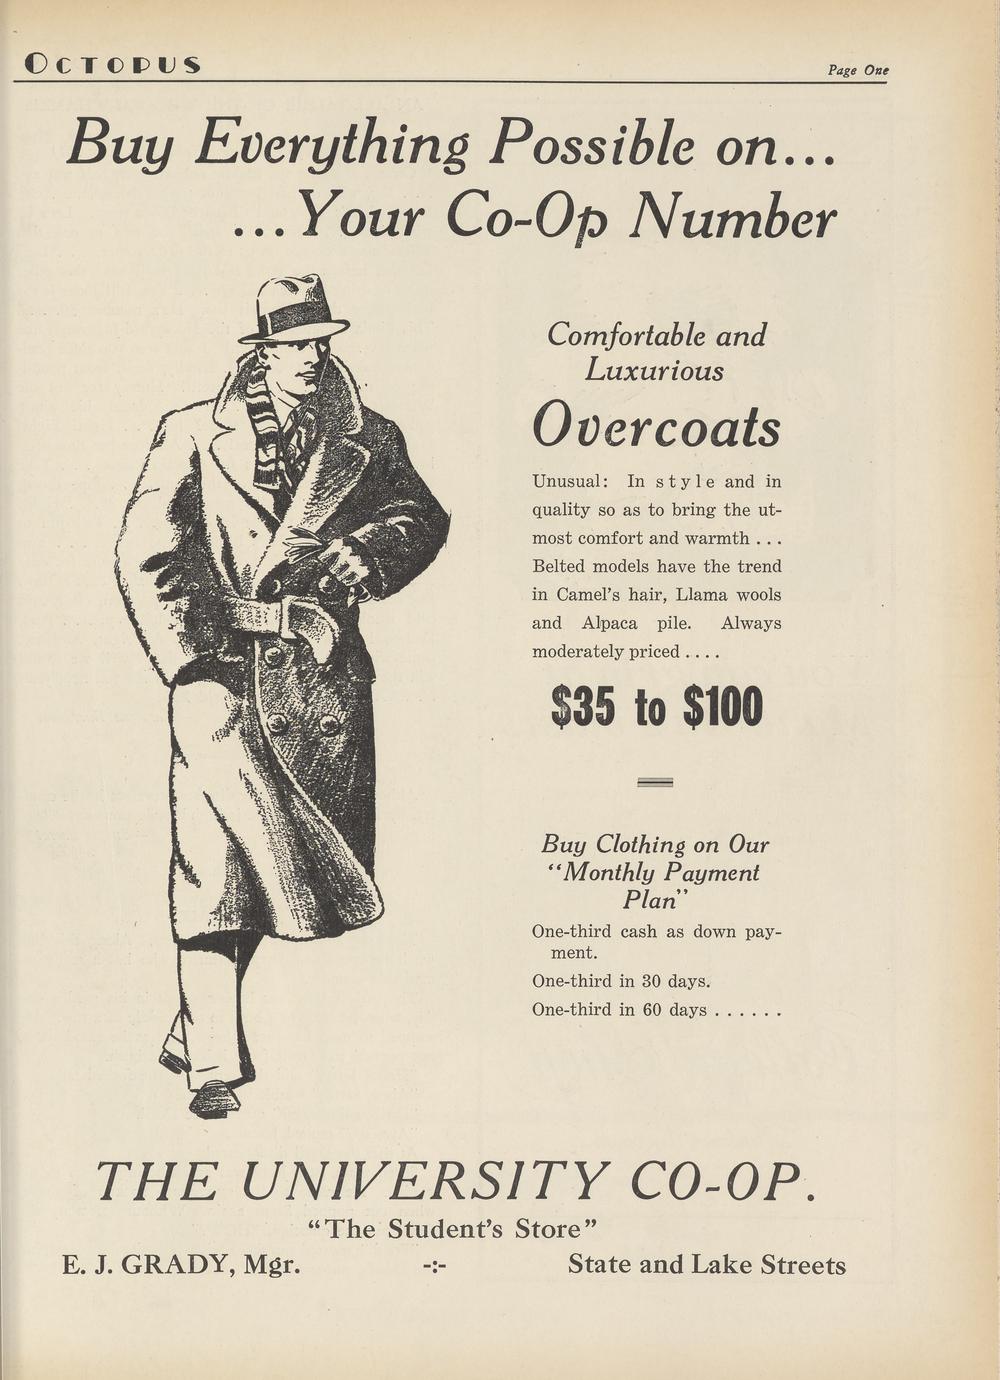 OCTOPUS
Page One
Buy Everything Possible on...
...Your Co-Op Number
Comfortable and
Luxurious
Overcoats
Unusual: In style and in
quality so as to bring the ut-
most comfort and warmth . . .
Belted models have the trend
in Camel's hair, Llama wools
and Alpaca pile. Always
moderately priced . . . .
$35 to $100
Buy Clothing on Our
"Monthly Payment
Plan"
One-third cash as down pay-
ment.
One-third in 30 days.
One-third in 60 days . . . . . .
THE UNIVERSITY CO-OP.
"The Student's Store"
E. J. GRADY, Mgr. -:- State and Lake Streets